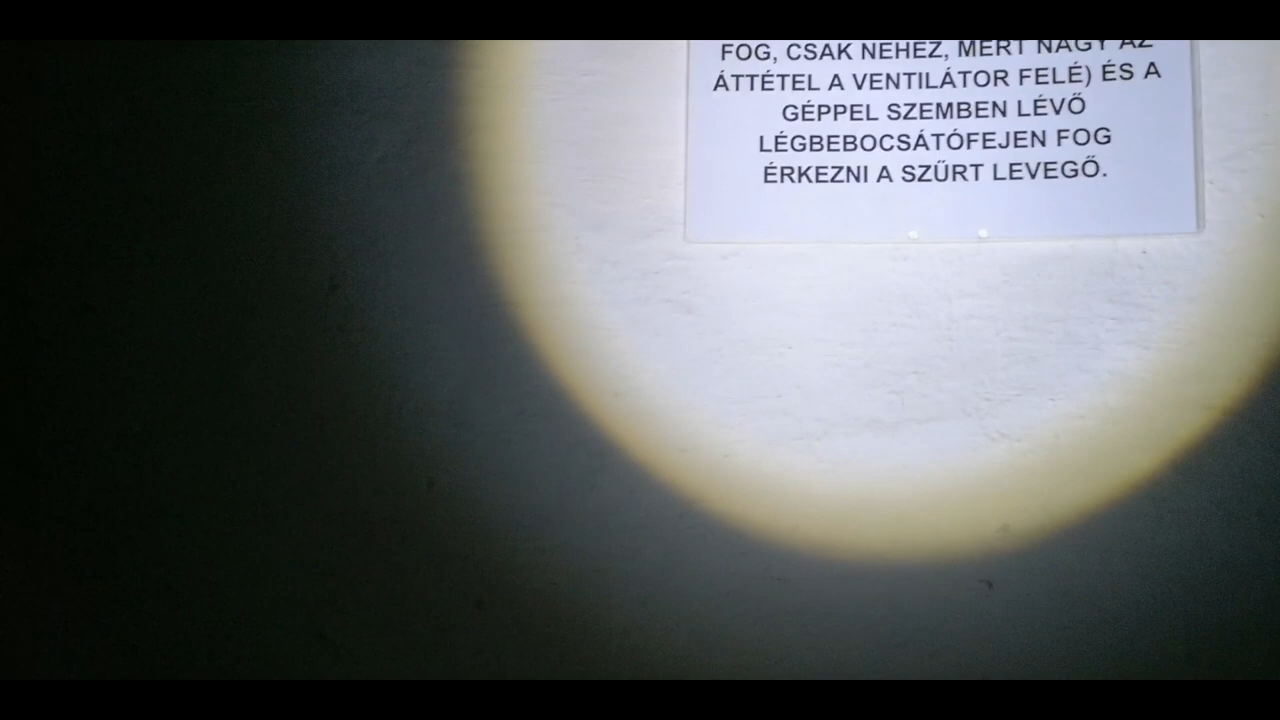 FOG, CSAK NEHÉZ, MERT NAGY AZ
ÁTTÉTEL A VENTILÁTOR FELÉ) ÉS A
GÉPPEL SZEMBEN LÉVŐ
LÉGBEBOCSÁTÓFEJEN FOG
ÉRKEZNI A SZŰRT LEVEGŐ.